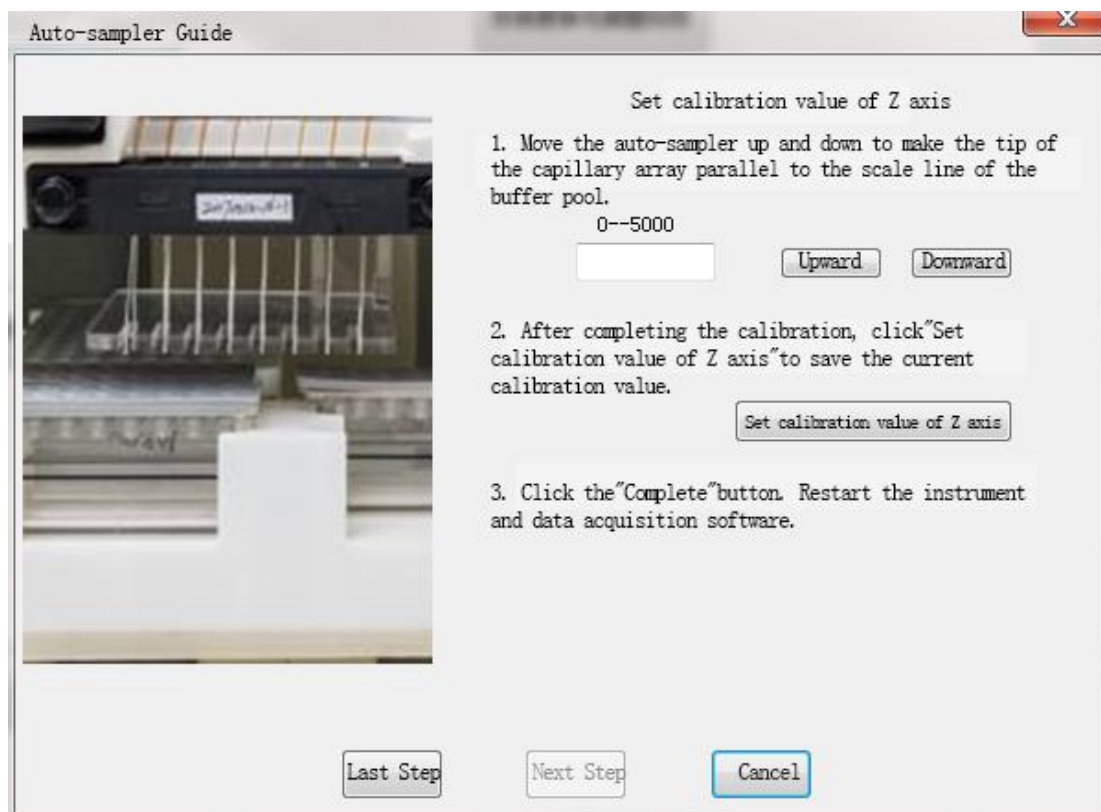 Auto-sampler Guide
X
Set calibration value of Z axis
1. Move the auto-sampler up and down to make the tip of
the capillary array parallel to the scale line of the
buffer pool.
0--5000
Upward
Downward
2. After completing the calibration, click"Set
calibration value of Z axis"to save the current
calibration value.
Set calibration value of Z axis
3. Click the"Complete"button. Restart the instrument
and data acquisition software.
Last Step
Next Step
Cancel